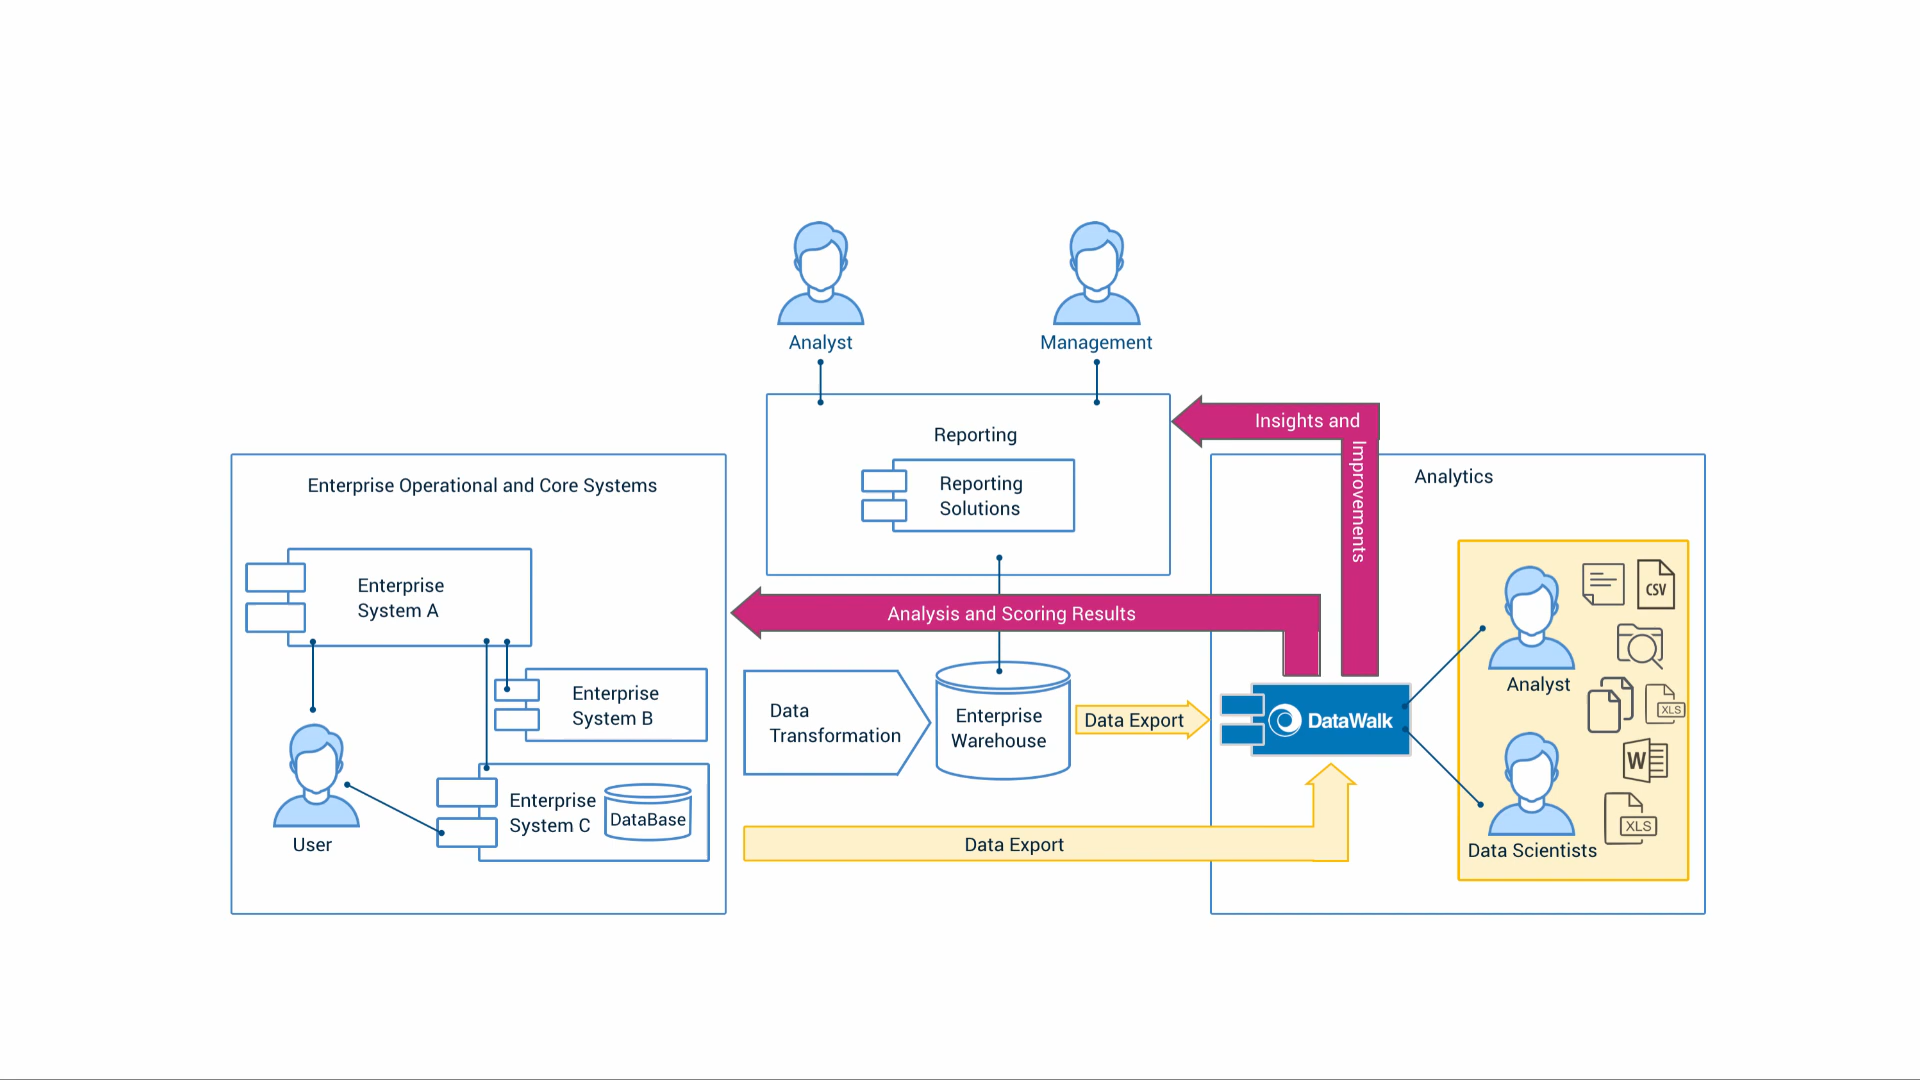 Analyst
Management
Reporting
Reporting
Solutions
Insights and
Improvements
Enterprise Operational and Core Systems
Enterprise
System A
Enterprise
System B
Enterprise
System C
DataBase
User
Analysis and Scoring Results
Data
Transformation
Enterprise
Warehouse
Data Export
Data Export
Analytics
DataWalk
Analyst
CSV
XLS
W
XLS
Data Scientists